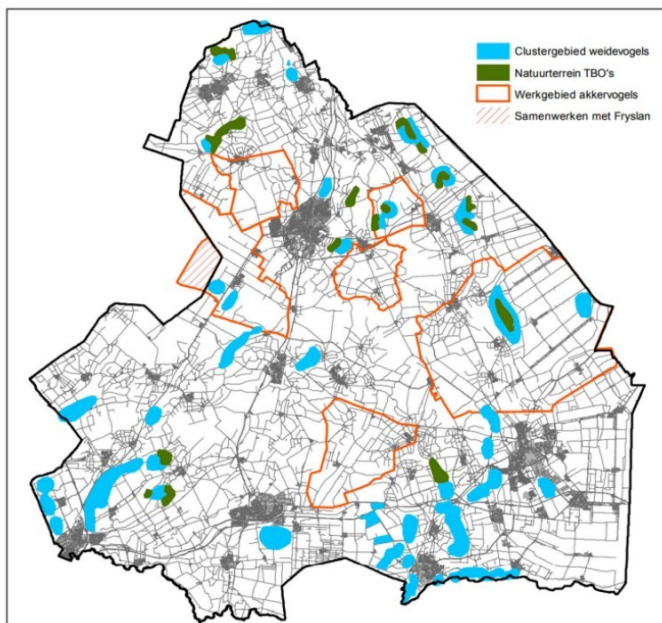 Clustergebied weidevogels
Natuurterrein TBO's
Werkgebied akkervogels
Samenwerken met Fryslan